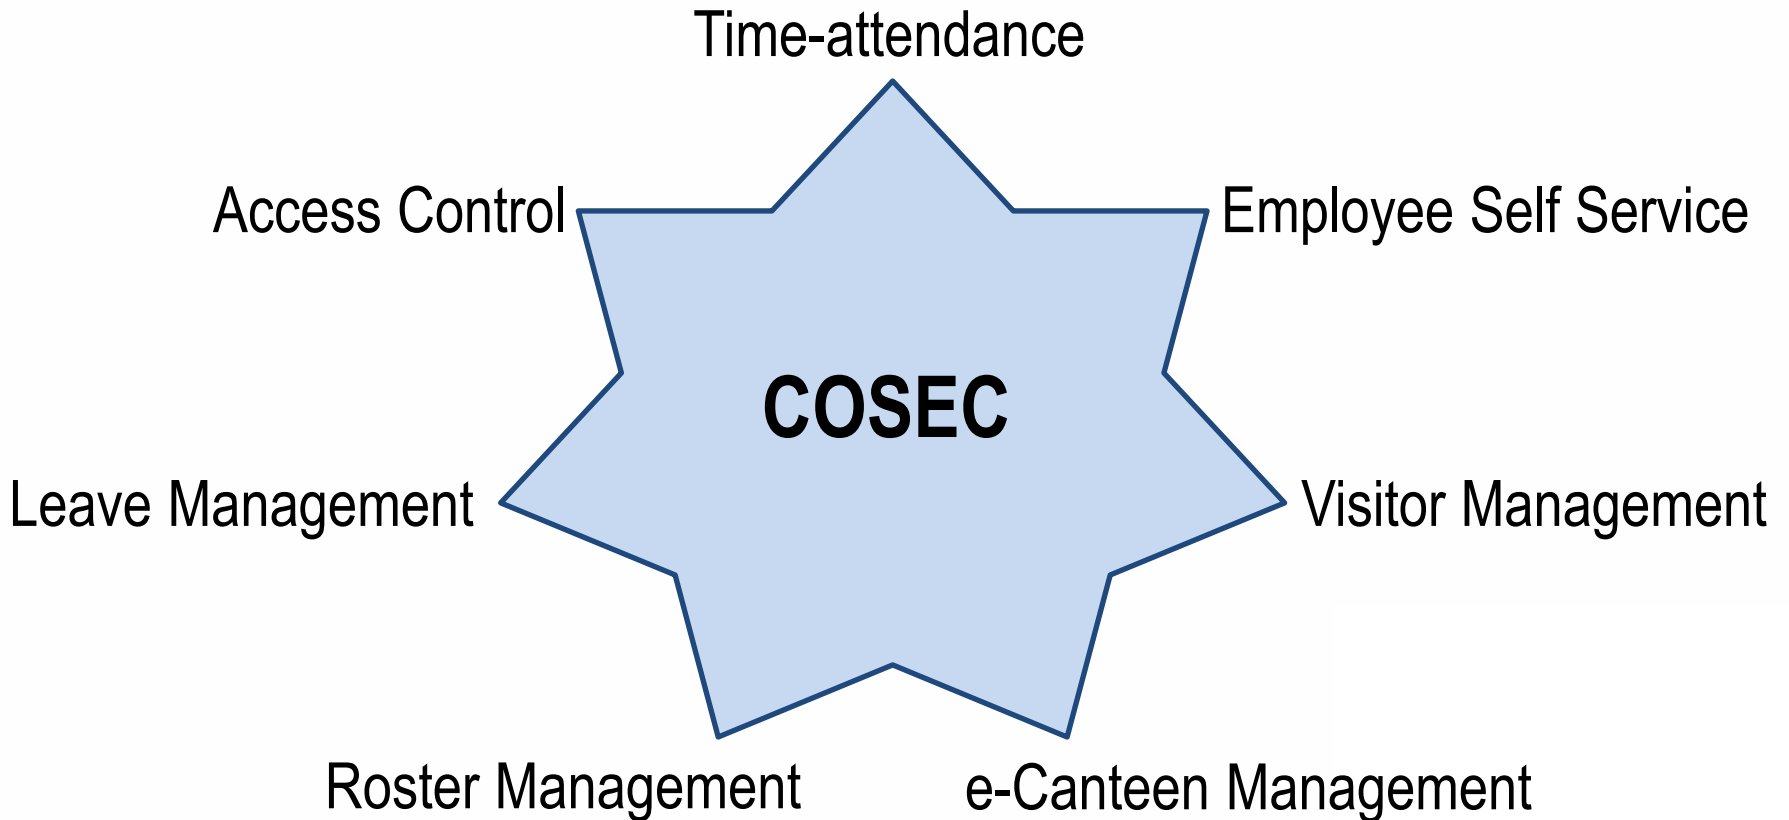 Time-attendance
Access Control
Employee Self Service
COSEC
Leave Management
Visitor Management
Roster Management
e-Canteen Management